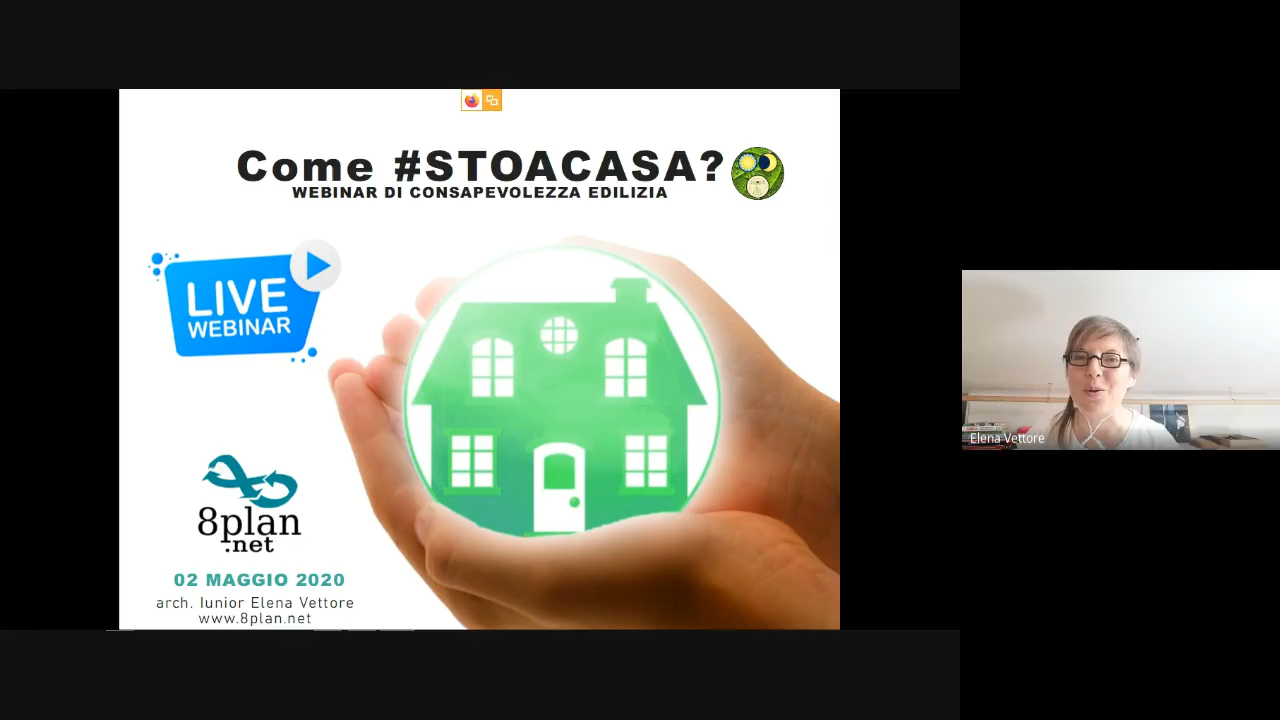 Come #STOACASA?
WEBINAR DI CONSAPEVOLEZZA EDILIZIA
LIVE
WEBINAR
8plan
.net
02 MAGGIO 2020
arch. Iunior Elena Vettore
www.8plan.net
Elena Vettore